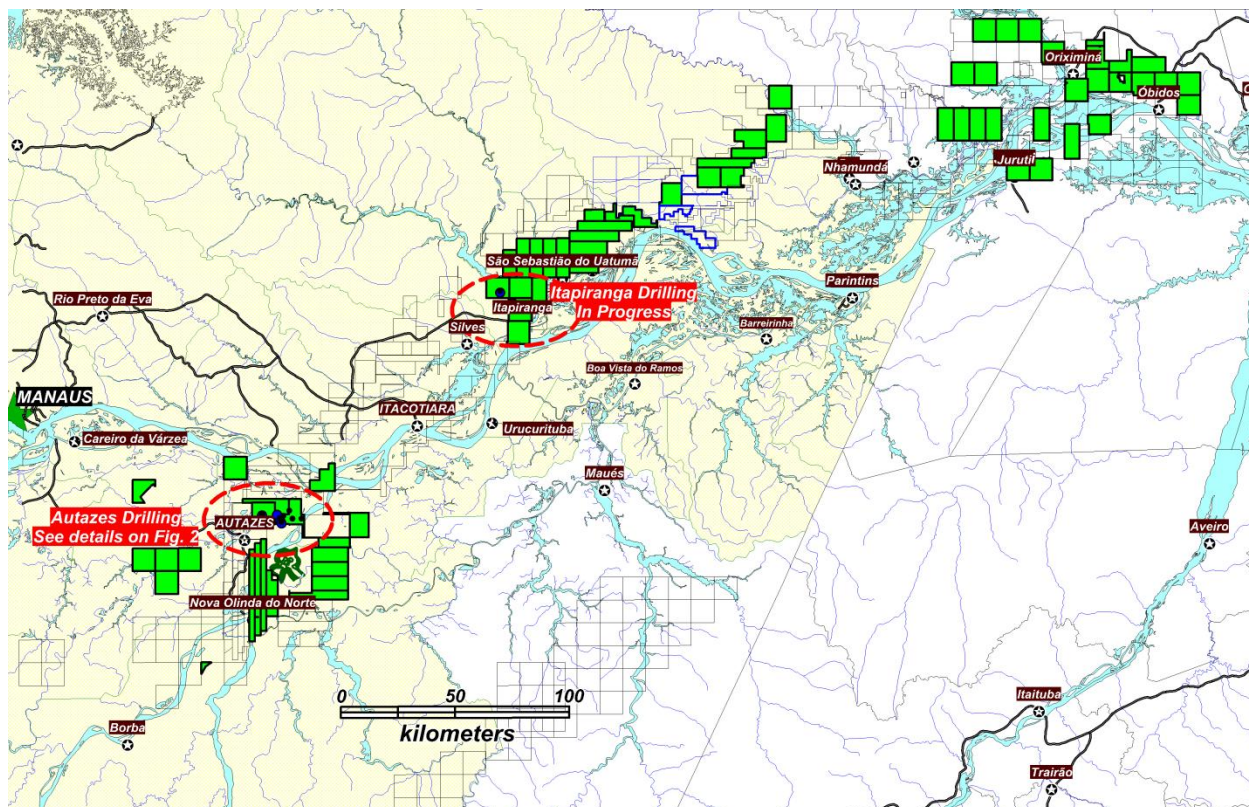 Oriximiná
Óbidos
Nhamundá
Juruti
São Sebastião do Uatumã
Parintins
Itapiranga Drilling
In Progress
Rio Preto da Eva
Itapiranga
Silves
Barreirinha
Boa Vista do Ramos
MANAUS
ITACOTIARA
Urucurituba
Careiro da Várzea
Maués
Autazes Drilling
See details on Fig. 2
AUTAZES
Aveiro
Nova Olinda do Norte
0 50 100
kilometers
Itaituba
Borba
Trairão